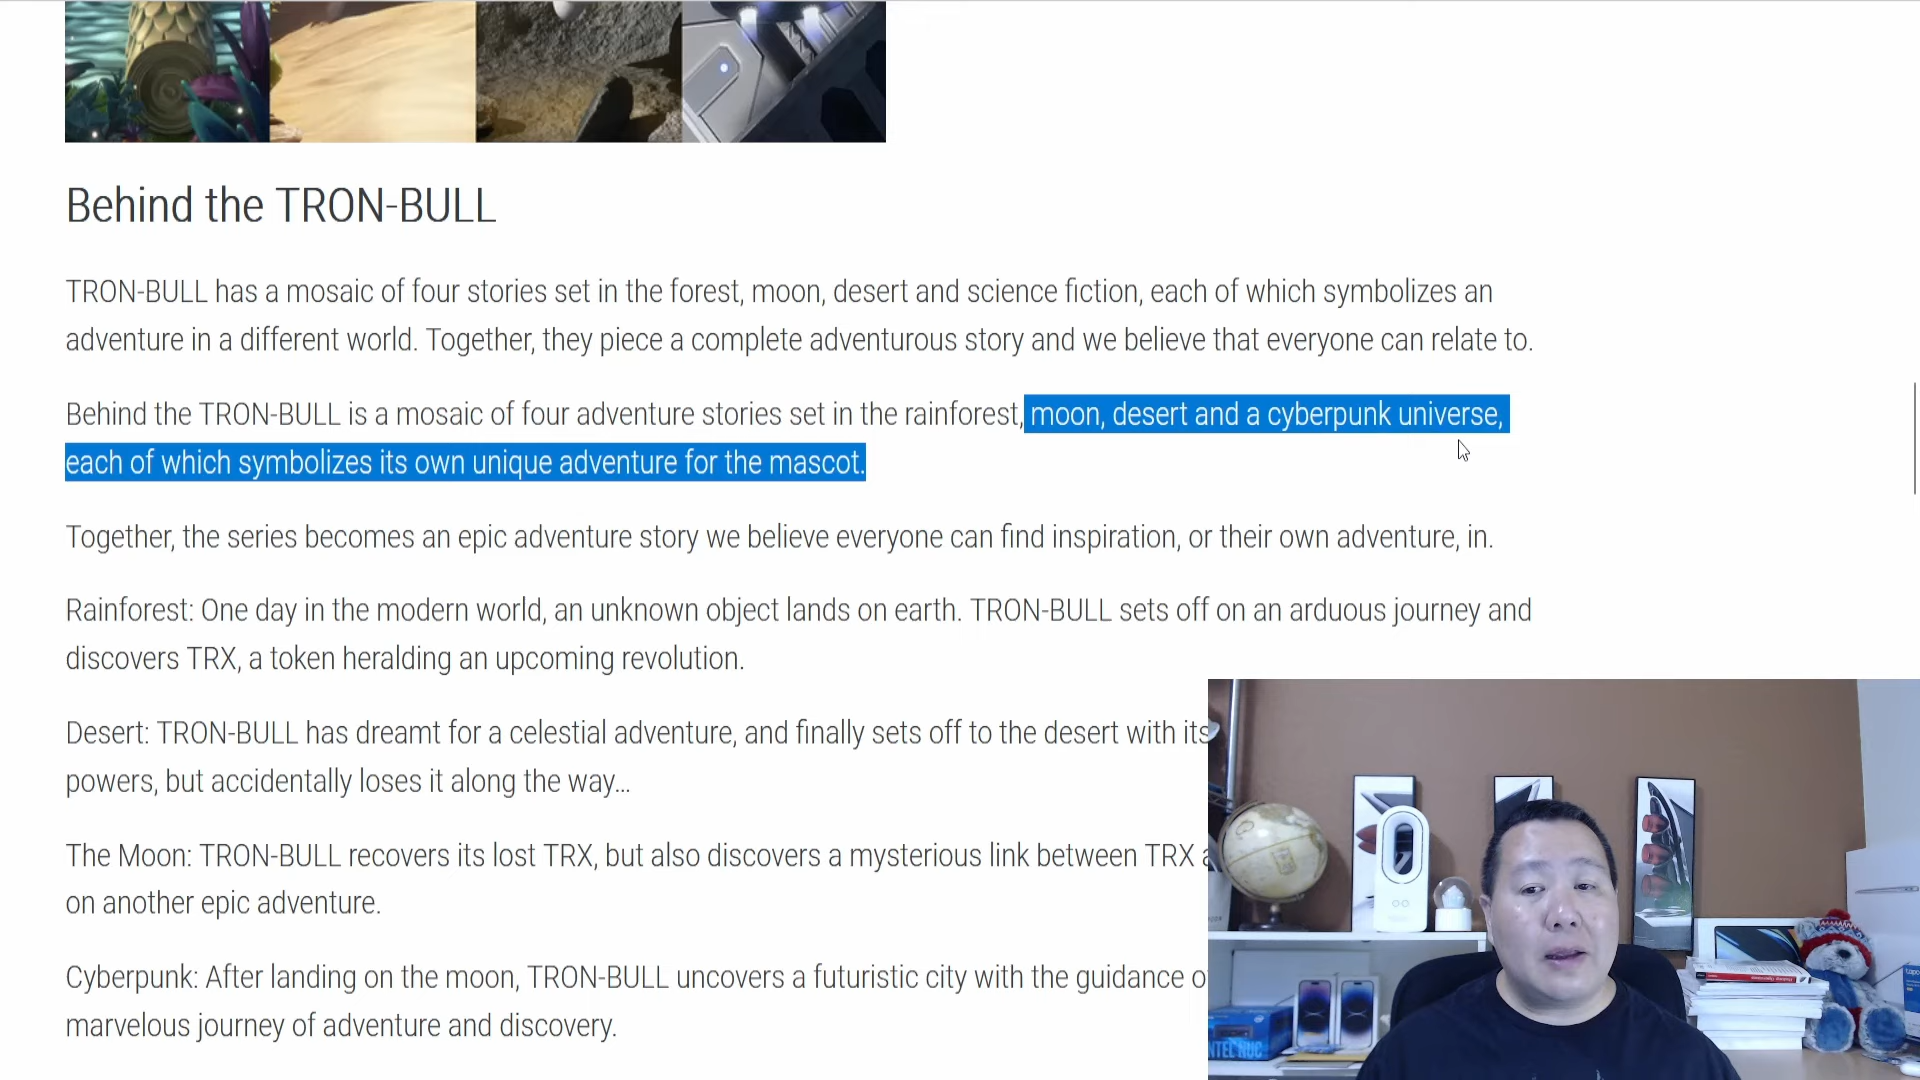 Behind the TRON-BULL
TRON-BULL has a mosaic of four stories set in the forest, moon, desert and science fiction, each of which symbolizes an
adventure in a different world. Together, they piece a complete adventurous story and we believe that everyone can relate to.
Behind the TRON-BULL is a mosaic of four adventure stories set in the rainforest, moon, desert and a cyberpunk universe,
each of which symbolizes its own unique adventure for the mascot.
Together, the series becomes an epic adventure story we believe everyone can find inspiration, or their own adventure, in.
Rainforest: One day in the modern world, an unknown object lands on earth. TRON-BULL sets off on an arduous journey and
discovers TRX, a token heralding an upcoming revolution.
Desert: TRON-BULL has dreamt for a celestial adventure, and finally sets off to the desert with its
powers, but accidentally loses it along the way...
The Moon: TRON-BULL recovers its lost TRX, but also discovers a mysterious link between TRX
on another epic adventure.
Cyberpunk: After landing on the moon, TRON-BULL uncovers a futuristic city with the guidance
marvelous journey of adventure and discovery.
INTEL NUC